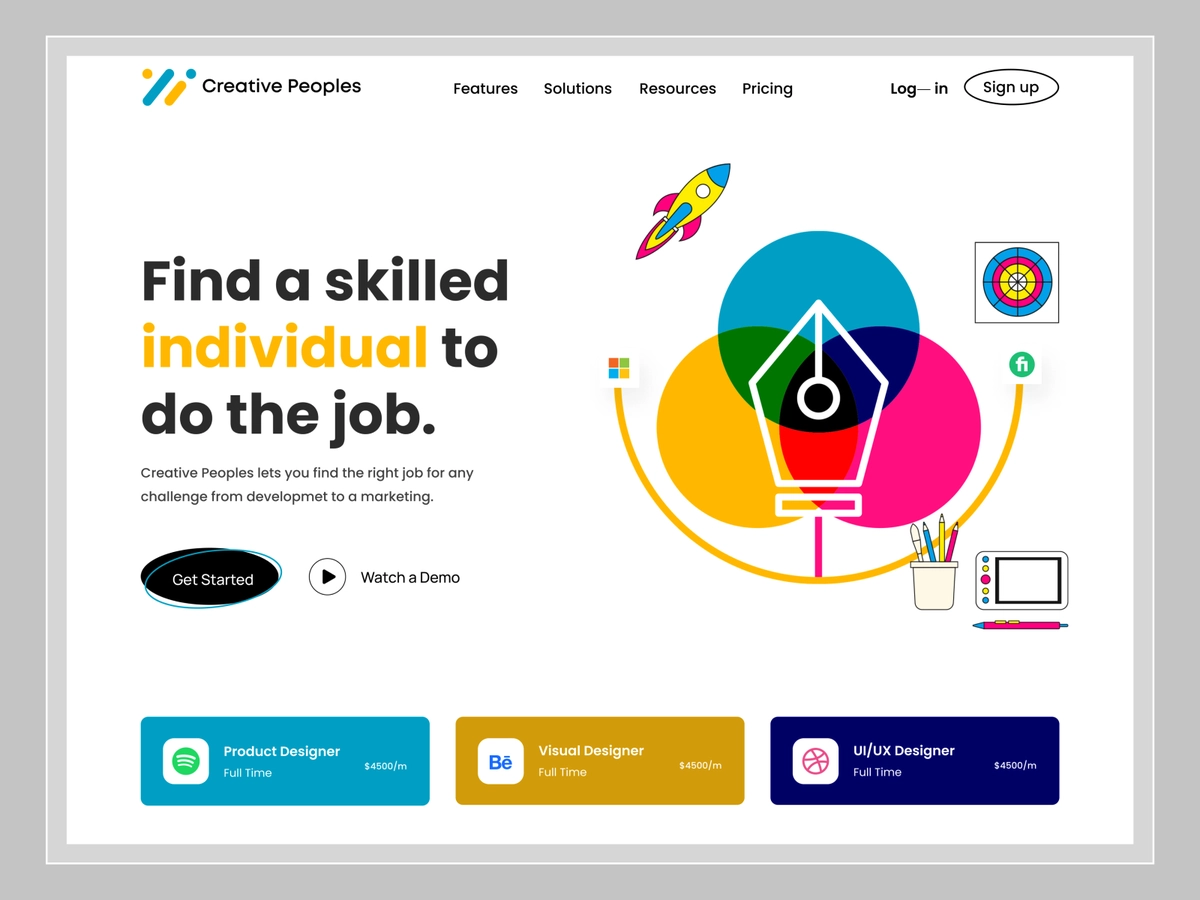 Creative Peoples
Features Solutions Resources Pricing
Log— in Sign up
Find a skilled
individual to
do the job.
Creative Peoples lets you find the right job for any
challenge from developmet to a marketing.
Get Started Watch a Demo
fi
Product Designer
Full Time
$4500/m
Bē
Visual Designer
Full Time
$4500/m
UI/UX Designer
Full Time
$4500/m